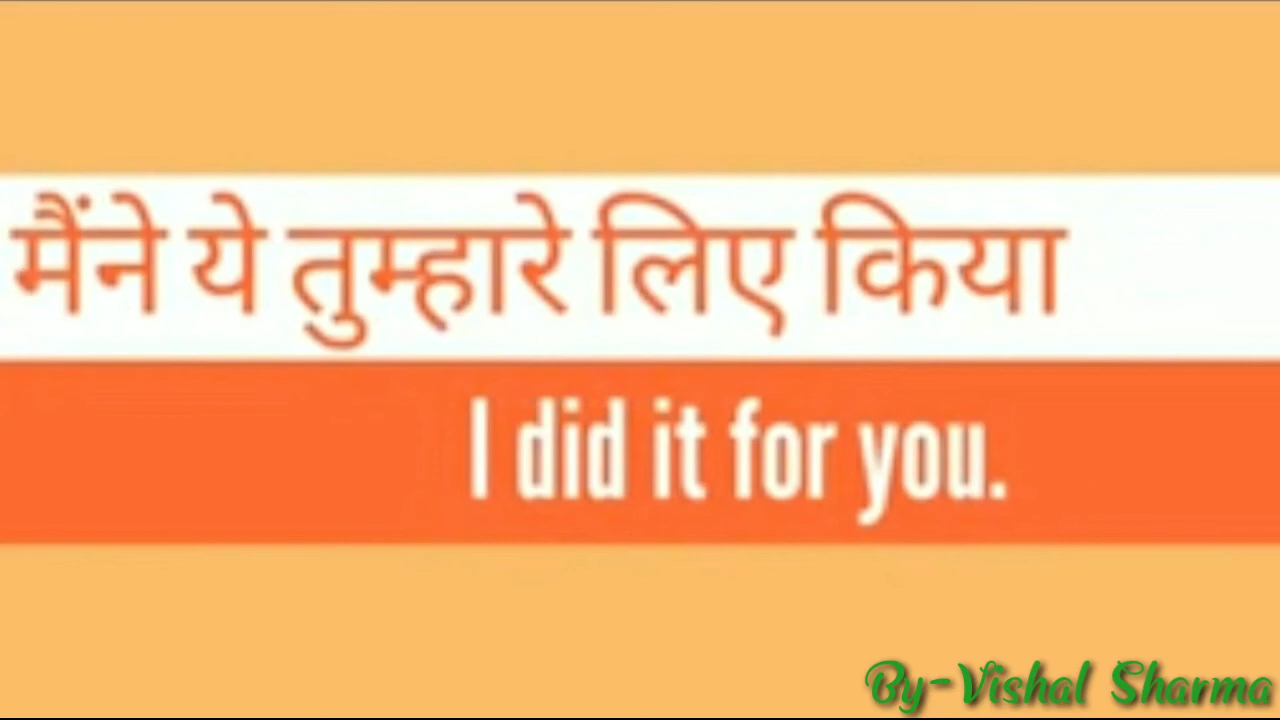 मैंने ये तुम्हारे लिए किया
I did it for you.
By-Vishal Sharma